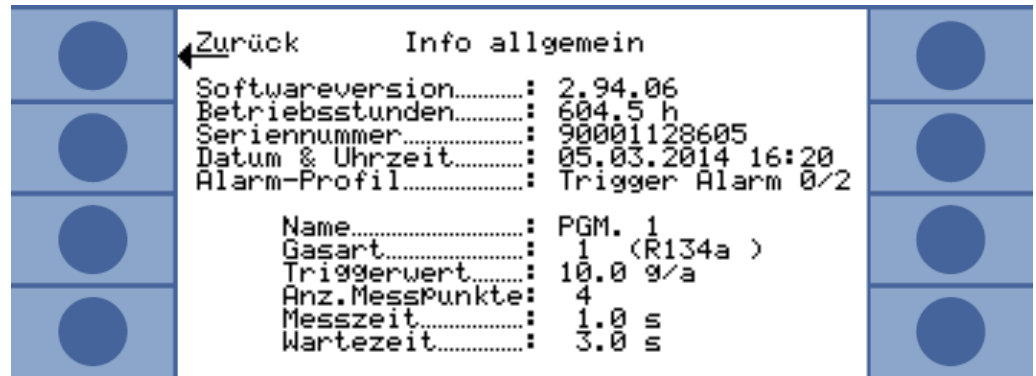 Zurück Info allgemein
Softwareversion..........: 2.94.06
Betriebsstunden..........: 604.5 h
Seriennummer.............: 90001128605
Datum & Uhrzeit..........: 05.03.2014 16:20
Alarm-Profil.............: Trigger Alarm 0/2
Name.....................: PGM. 1
Gasart...................: 1 (R134a )
Triggerwert.......: 10.0 g/a
Anz.Messpunkte: 4
Messzeit.............: 1.0 s
Wartezeit............: 3.0 s